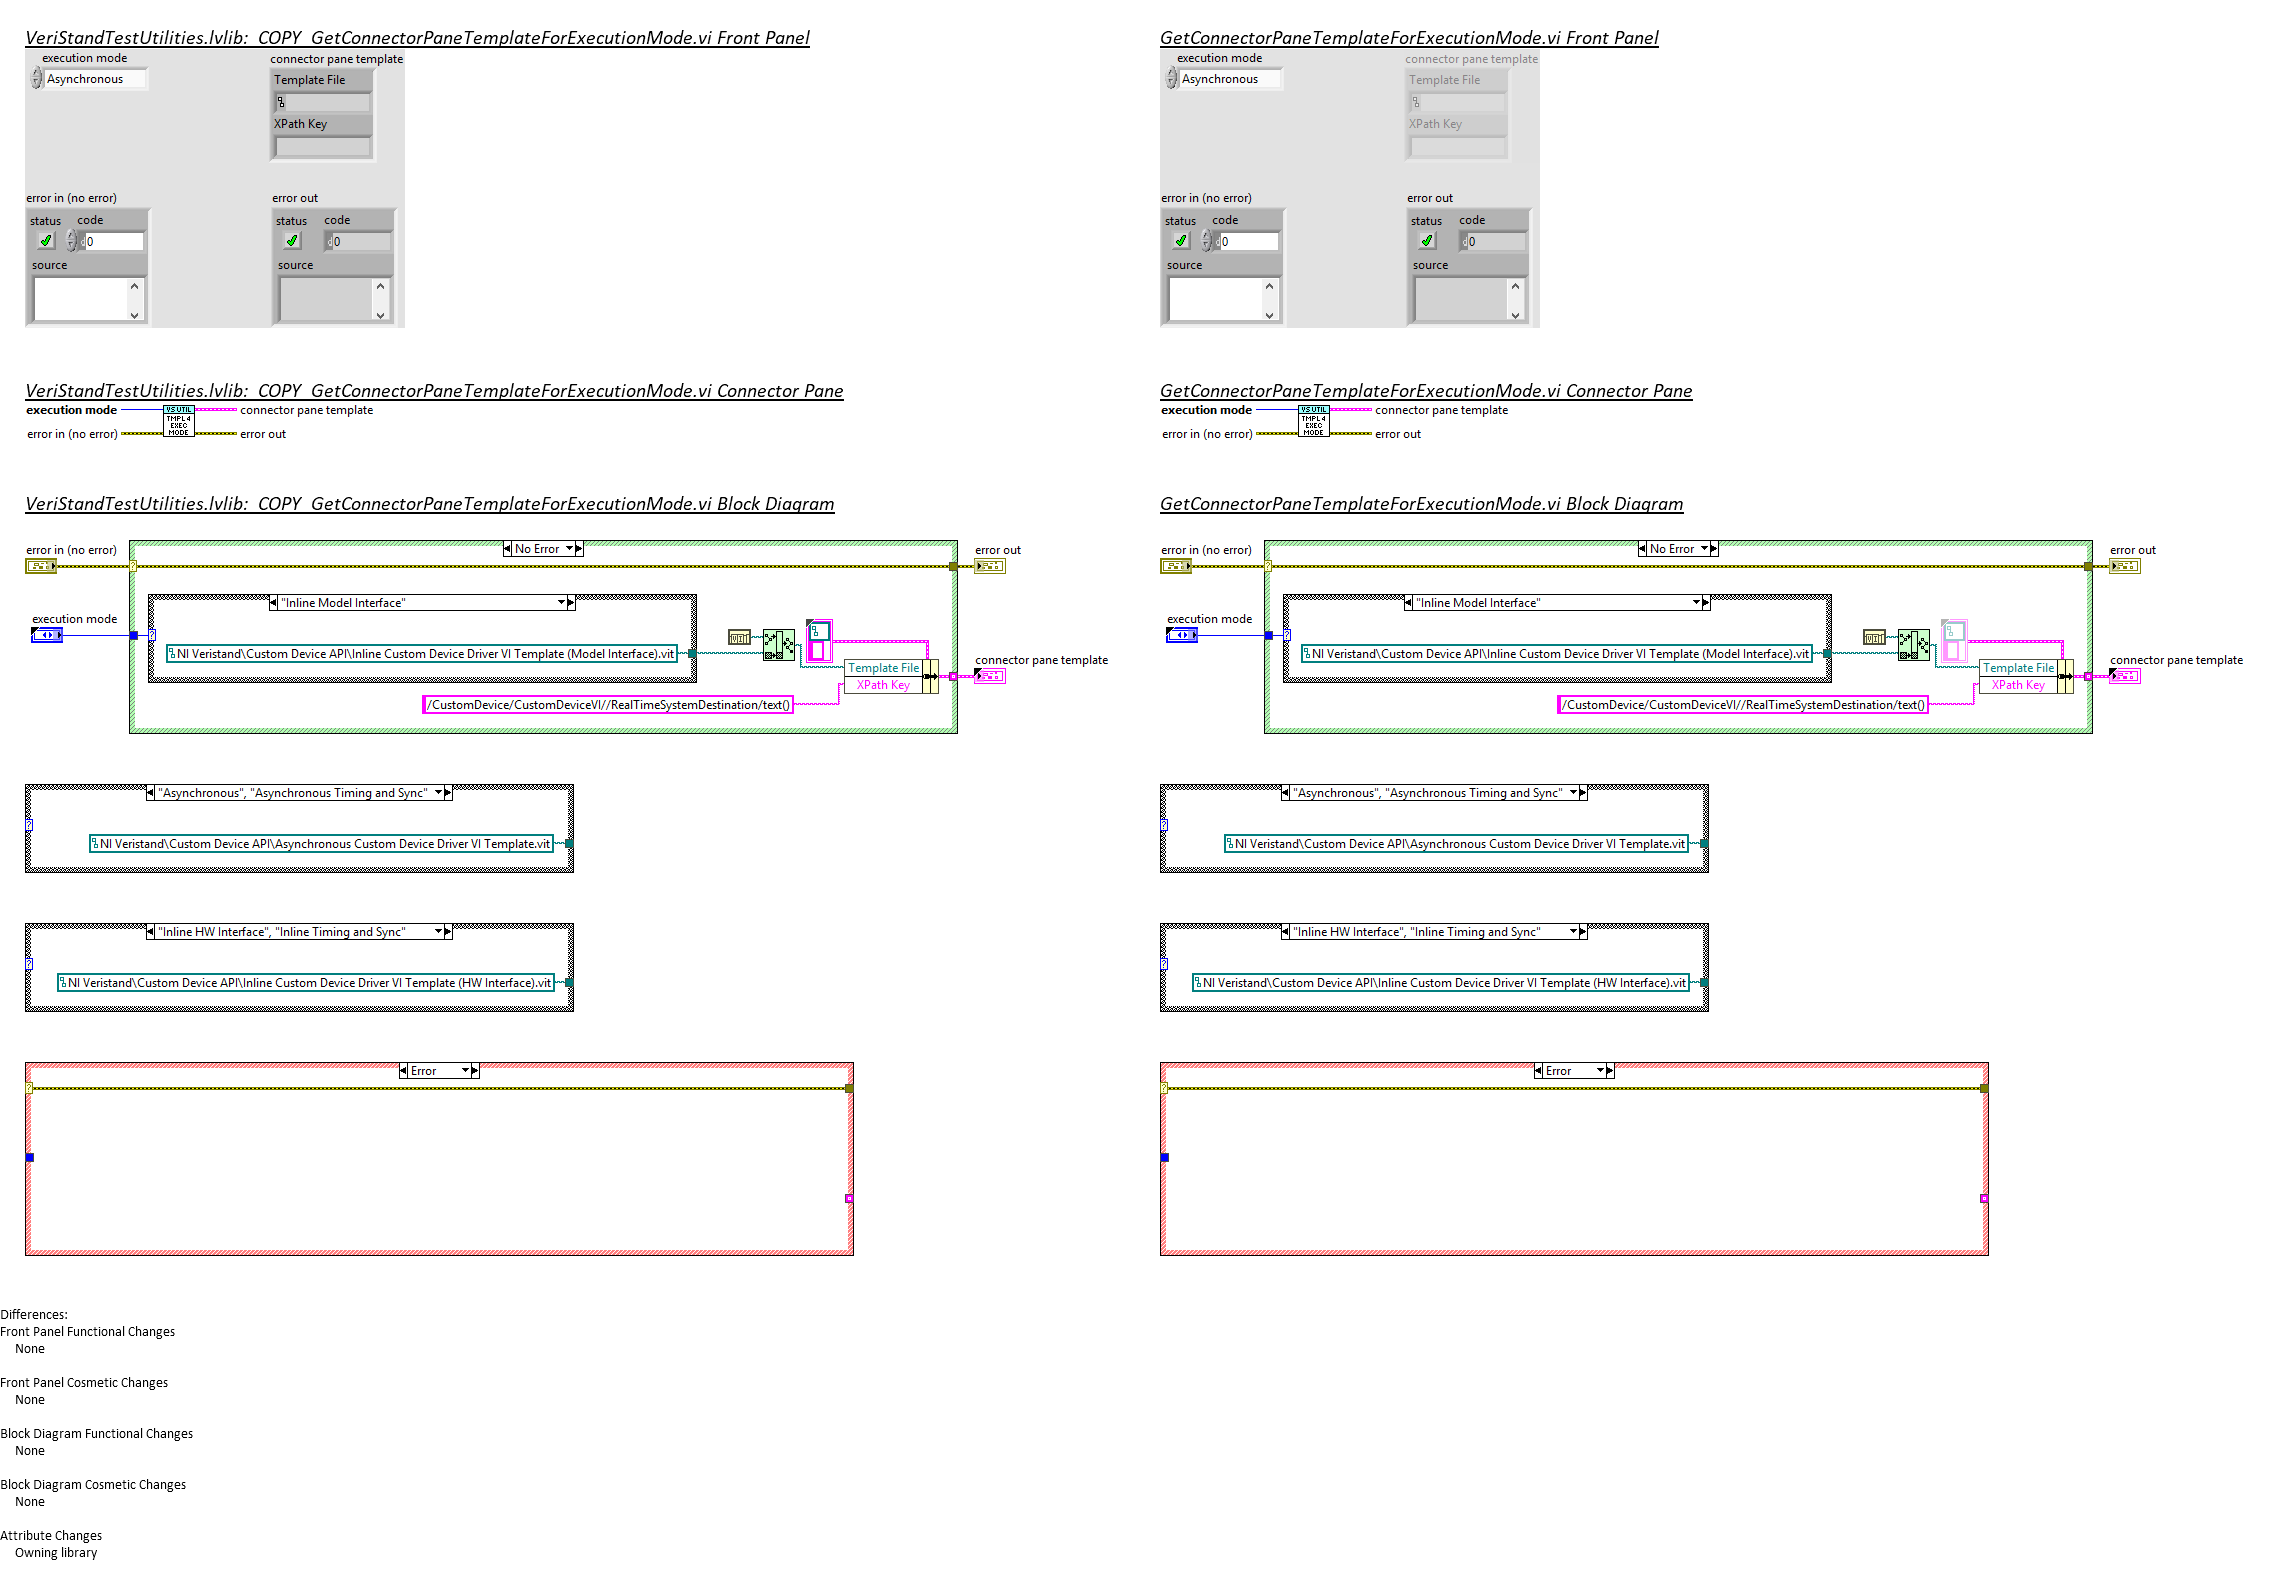 VeriStandTestUtilities.lvlib:_COPY_GetConnectorPaneTemplateForExecutionMode.vi Front Panel
execution mode
Asynchronous
connector pane template
Template File
XPath Key
error in (no error)
status code
0
source
error out
status code
0
source
GetConnectorPaneTemplateForExecutionMode.vi Front Panel
execution mode
Asynchronous
connector pane template
Template File
XPath Key
error in (no error)
status code
0
source
error out
status code
0
source
VeriStandTestUtilities.lvlib:_COPY_GetConnectorPaneTemplateForExecutionMode.vi Connector Pane
execution mode
VS UTIL
TMPL 4
EXEC
MODE
connector pane template
error in (no error)
error out
GetConnectorPaneTemplateForExecutionMode.vi Connector Pane
execution mode
VS UTIL
TMPL 4
EXEC
MODE
connector pane template
error in (no error)
error out
VeriStandTestUtilities.lvlib:_COPY_GetConnectorPaneTemplateForExecutionMode.vi Block Diagram
error in (no error)
No Error
error out
execution mode
"Inline Model Interface"
NI Veristand\Custom Device API\Inline Custom Device Driver VI Template (Model Interface).vit
Template File
XPath Key
connector pane template
/CustomDevice/CustomDeviceVI//RealTimeSystemDestination/text()
"Asynchronous", "Asynchronous Timing and Sync"
NI Veristand\Custom Device API\Asynchronous Custom Device Driver VI Template.vit
"Inline HW Interface", "Inline Timing and Sync"
NI Veristand\Custom Device API\Inline Custom Device Driver VI Template (HW Interface).vit
Error
GetConnectorPaneTemplateForExecutionMode.vi Block Diagram
error in (no error)
No Error
error out
execution mode
"Inline Model Interface"
NI Veristand\Custom Device API\Inline Custom Device Driver VI Template (Model Interface).vit
Template File
XPath Key
connector pane template
/CustomDevice/CustomDeviceVI//RealTimeSystemDestination/text()
"Asynchronous", "Asynchronous Timing and Sync"
NI Veristand\Custom Device API\Asynchronous Custom Device Driver VI Template.vit
"Inline HW Interface", "Inline Timing and Sync"
NI Veristand\Custom Device API\Inline Custom Device Driver VI Template (HW Interface).vit
Error
Differences:
Front Panel Functional Changes
None
Front Panel Cosmetic Changes
None
Block Diagram Functional Changes
None
Block Diagram Cosmetic Changes
None
Attribute Changes
Owning library